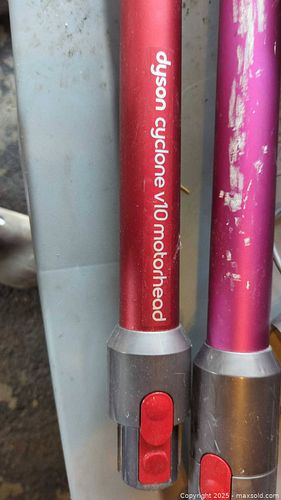 dyson cyclone v10 motorhead
Copyright 2025 - maxsold.com